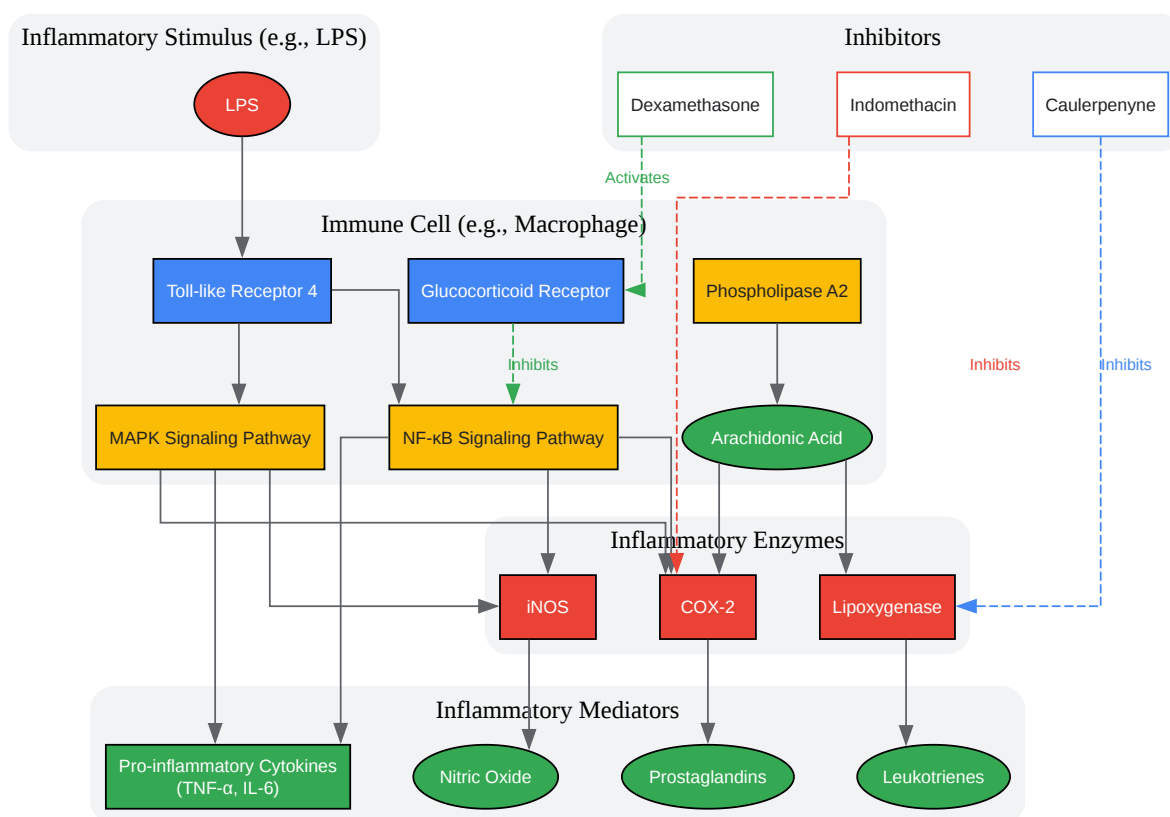 Inflammatory Stimulus (e.g., LPS)
Inhibitors
LPS
Dexamethasone
Indomethacin
Caulerpenyne
Activates
Immune Cell (e.g., Macrophage)
Toll-like Receptor 4
Glucocorticoid Receptor
Phospholipase A2
Inhibits
Inhibits
Inhibits
MAPK Signaling Pathway
NF-κB Signaling Pathway
Arachidonic Acid
Inflammatory Enzymes
iNOS
COX-2
Lipoxygenase
Inflammatory Mediators
Pro-inflammatory Cytokines
(TNF-α, IL-6)
Nitric Oxide
Prostaglandins
Leukotrienes